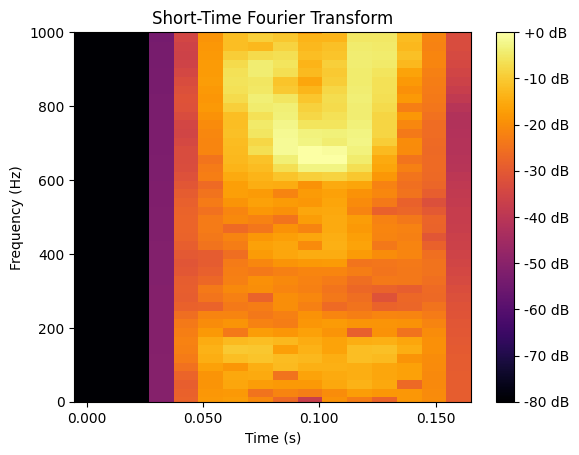 Short-Time Fourier Transform
1000
800
600
400
200
0
Frequency (Hz)
0.000
0.050
0.100
0.150
Time (s)
+0 dB
-10 dB
-20 dB
-30 dB
-40 dB
-50 dB
-60 dB
-70 dB
-80 dB